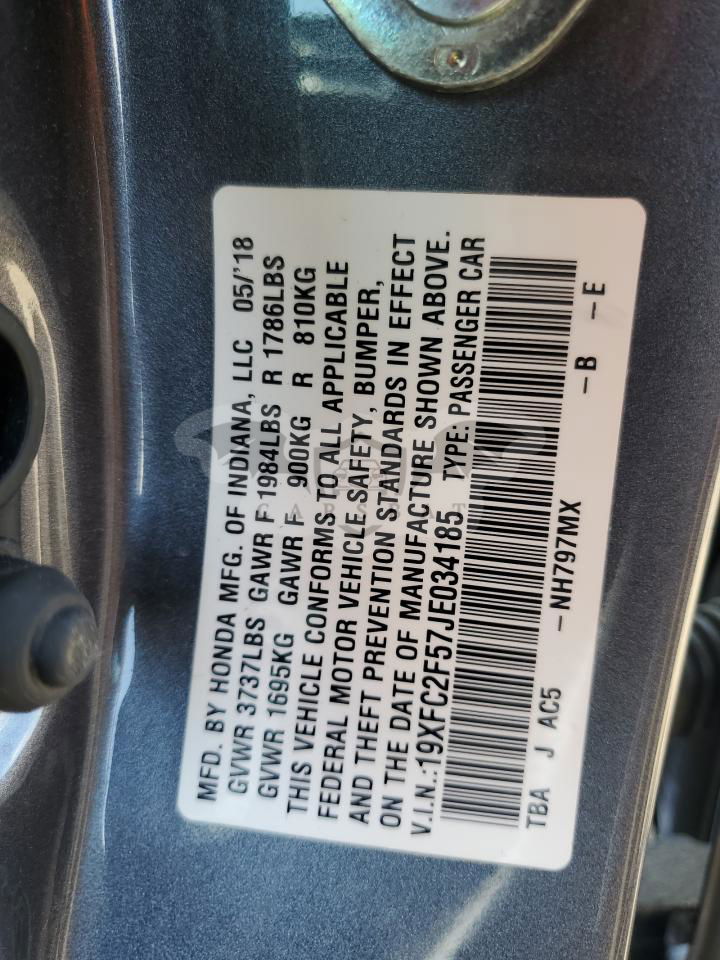 MFD. BY HONDA MFG. OF INDIANA, LLC 05/'18
GVWR 3737LBS GAWR F 1984LBS R 1786LBS
GVWR 1695KG GAWR F 900KG R 810KG
THIS VEHICLE CONFORMS TO ALL APPLICABLE
FEDERAL MOTOR VEHICLE SAFETY, BUMPER,
AND THEFT PREVENTION STANDARDS IN EFFECT
ON THE DATE OF MANUFACTURE SHOWN ABOVE.
V.I.N.:19XFC2F57JE034185 TYPE: PASSENGER CAR
TBA J AC5 -NH797MX -B -E